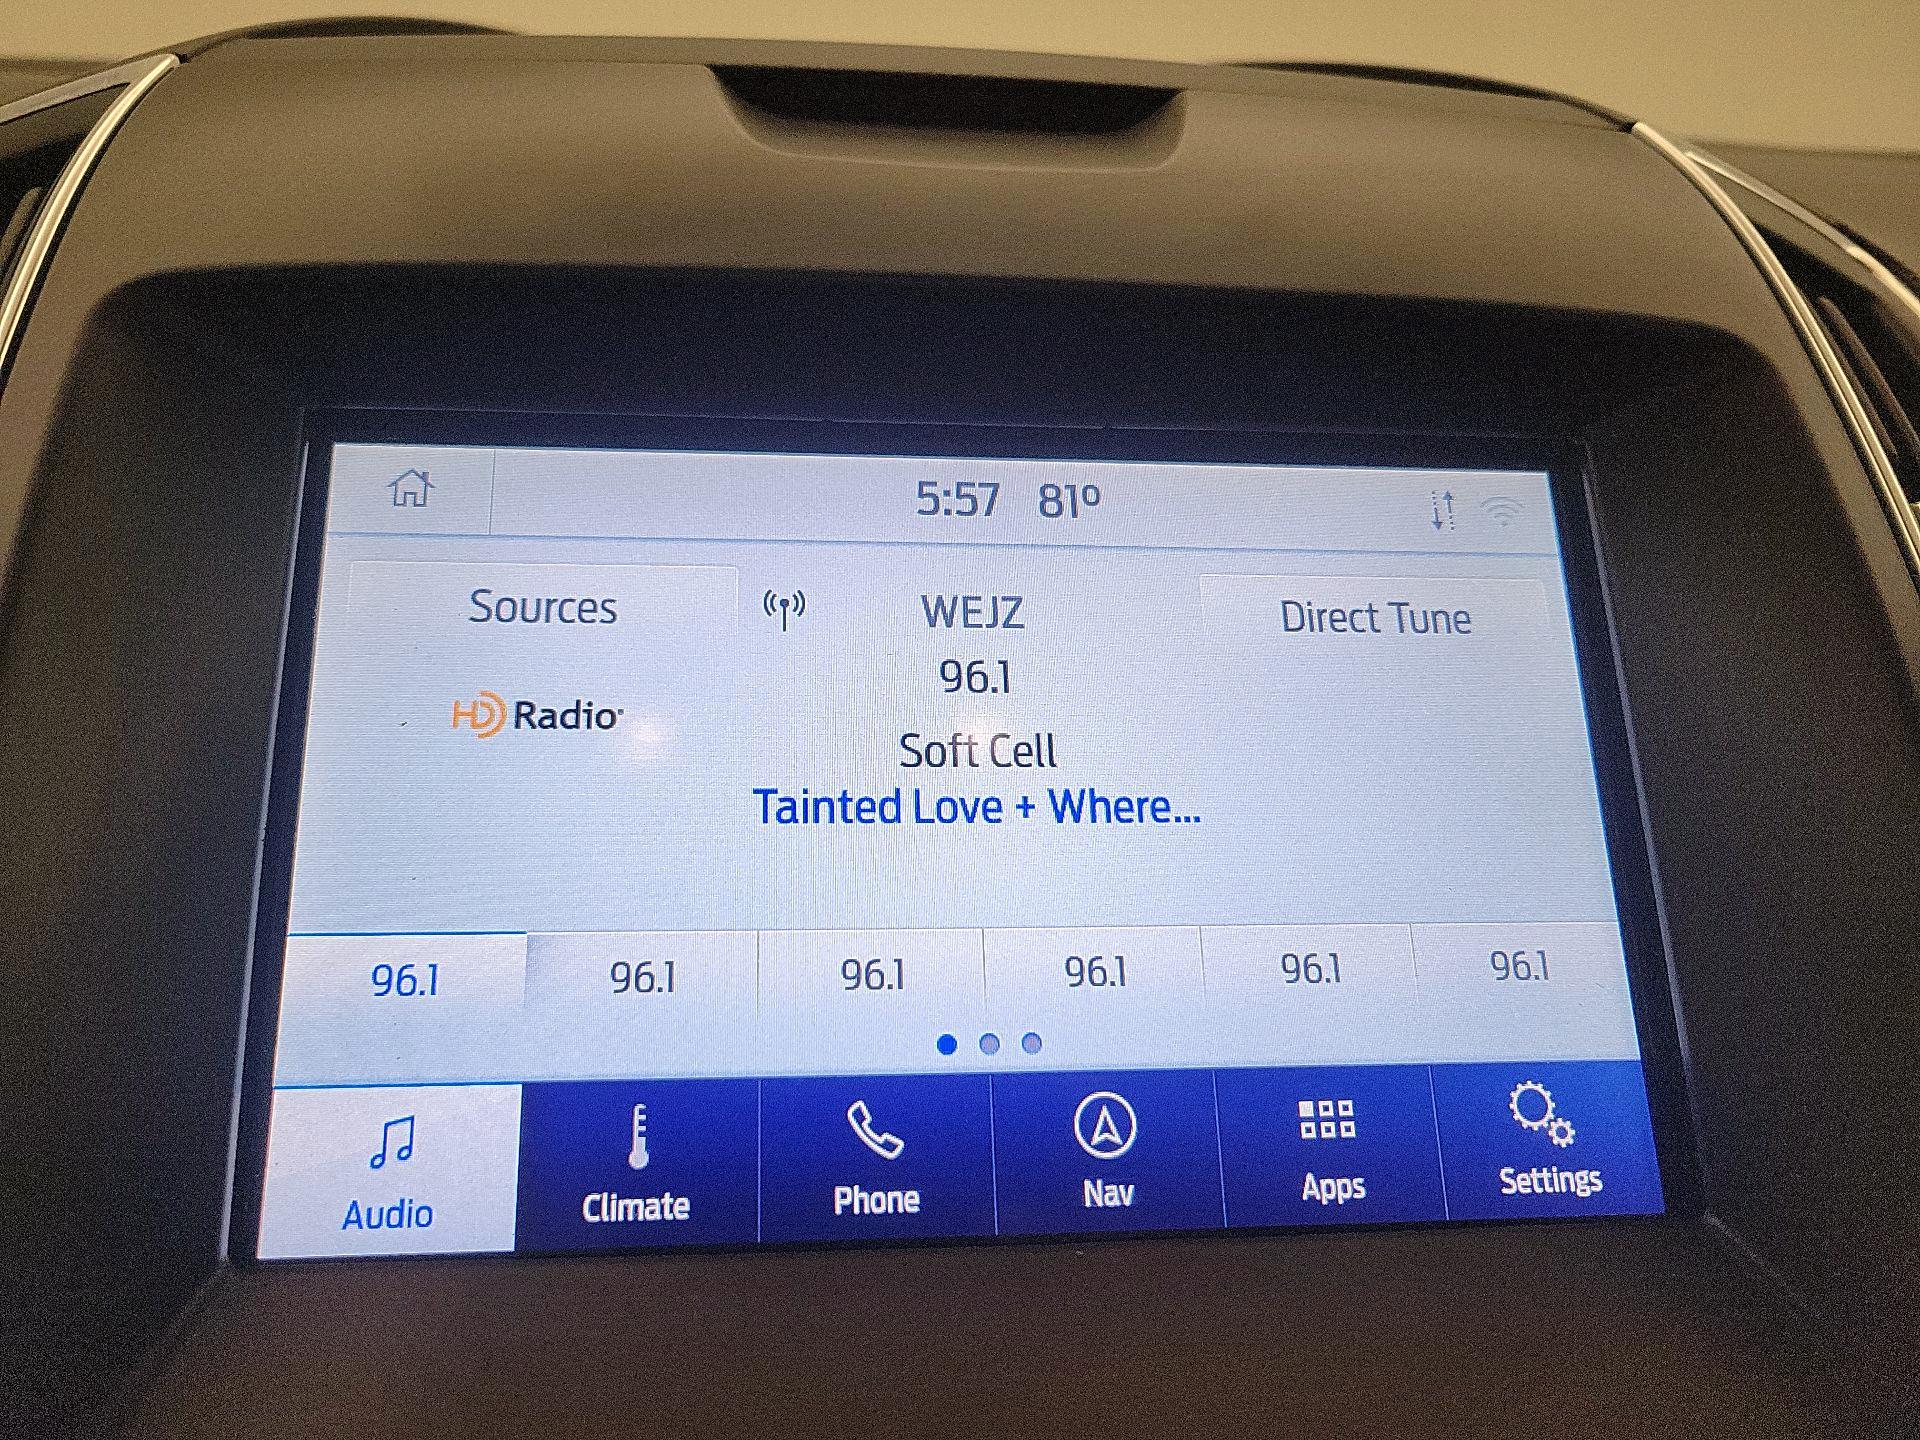 5:57 81º
Sources
WEJZ
Direct Tune
96.1
HD Radio
Soft Cell
Tainted Love + Where...
96.1 96.1 96.1 96.1 96.1 96.1
Audio Climate Phone Nav Apps Settings